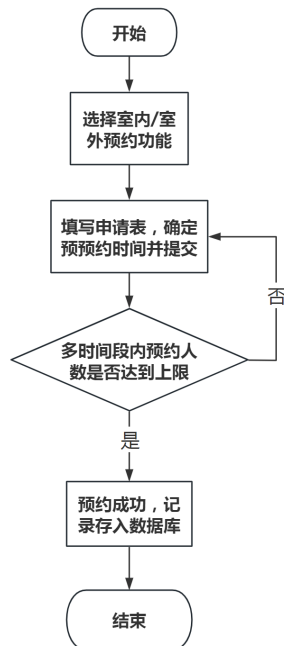 开始
选择室内/室
外预约功能
填写申请表，确定
预预约时间并提交
否
多时间段内预约人
数是否达到上限
是
预约成功，记
录存入数据库
结束